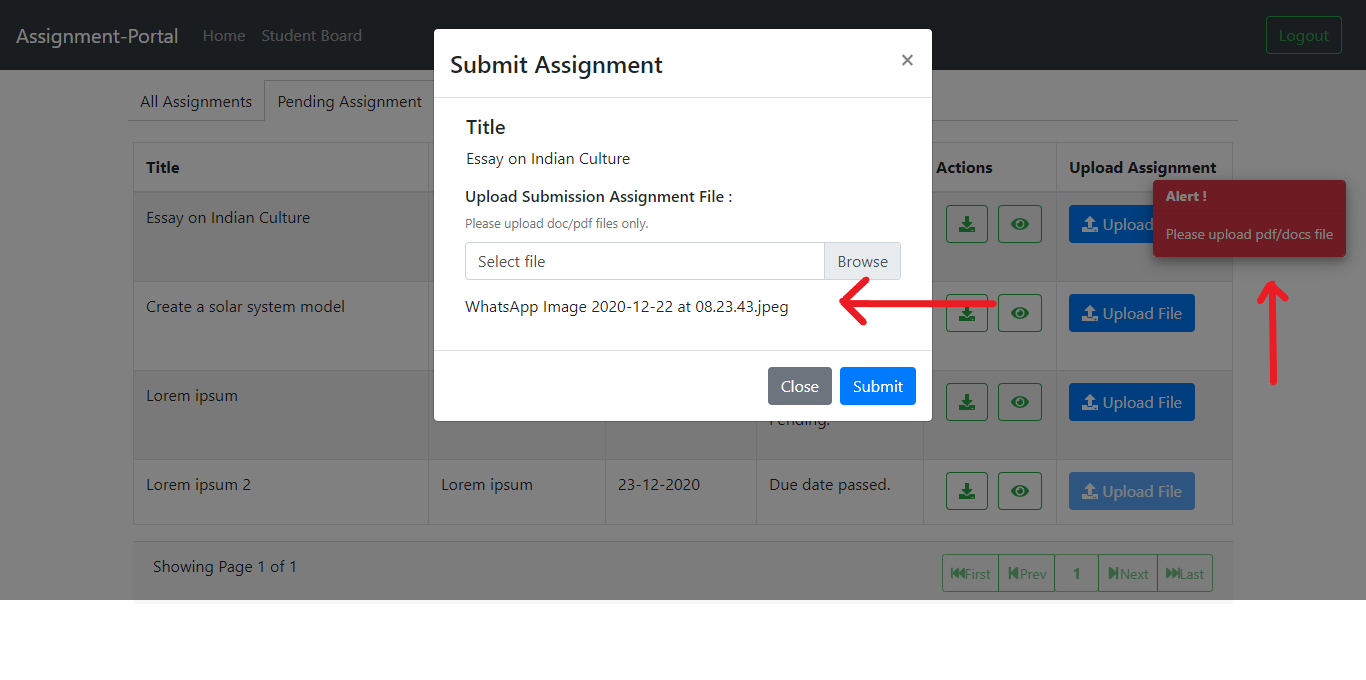 Assignment-Portal Home Student Board Logout
Submit Assignment ×
All Assignments Pending Assignment
Title
Essay on Indian Culture
Upload Submission Assignment File :
Please upload doc/pdf files only.
Select file Browse
WhatsApp Image 2020-12-22 at 08.23.43.jpeg
Close Submit
Title Actions Upload Assignment
Alert !
Please upload pdf/docs file
Essay on Indian Culture Upload
Create a solar system model Upload File
Lorem ipsum Pending. Upload File
Lorem ipsum 2 Lorem ipsum 23-12-2020 Due date passed. Upload File
Showing Page 1 of 1 First Prev 1 Next Last